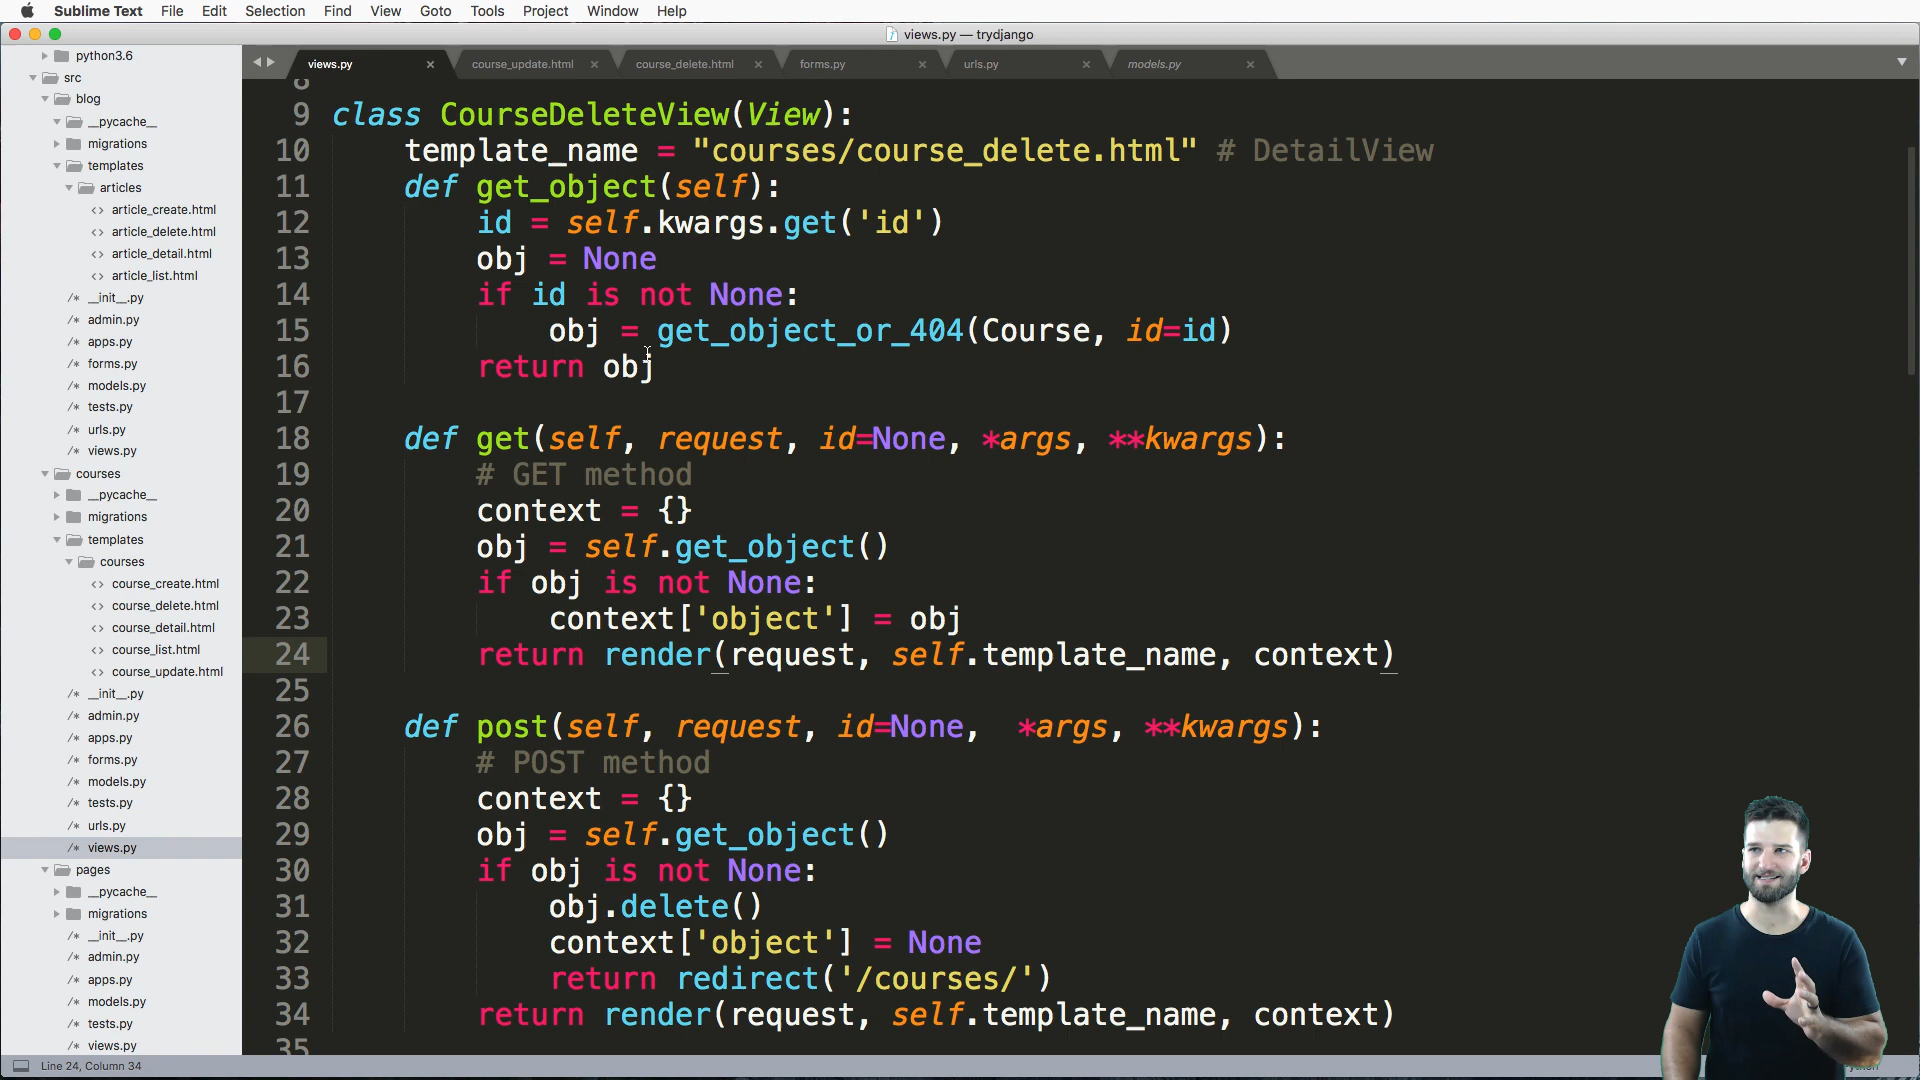 Sublime Text File Edit Selection Find View Goto Tools Project Window Help
views.py — trydjango
python3.6
src
blog
__pycache__
migrations
templates
articles
article_create.html
article_delete.html
article_detail.html
article_list.html
__init__.py
admin.py
apps.py
forms.py
models.py
tests.py
urls.py
views.py
courses
__pycache__
migrations
templates
courses
course_create.html
course_delete.html
course_detail.html
course_list.html
course_update.html
__init__.py
admin.py
apps.py
forms.py
models.py
tests.py
urls.py
views.py
pages
__pycache__
migrations
__init__.py
admin.py
apps.py
models.py
tests.py
views.py
views.py course_update.html course_delete.html forms.py urls.py models.py
8
9 class CourseDeleteView(View):
10 template_name = "courses/course_delete.html" # DetailView
11 def get_object(self):
12 id = self.kwargs.get('id')
13 obj = None
14 if id is not None:
15 obj = get_object_or_404(Course, id=id)
16 return obj
17
18 def get(self, request, id=None, *args, **kwargs):
19 # GET method
20 context = {}
21 obj = self.get_object()
22 if obj is not None:
23 context['object'] = obj
24 return render(request, self.template_name, context)
25
26 def post(self, request, id=None,  *args, **kwargs):
27 # POST method
28 context = {}
29 obj = self.get_object()
30 if obj is not None:
31 obj.delete()
32 context['object'] = None
33 return redirect('/courses/')
34 return render(request, self.template_name, context)
35
Line 24, Column 34